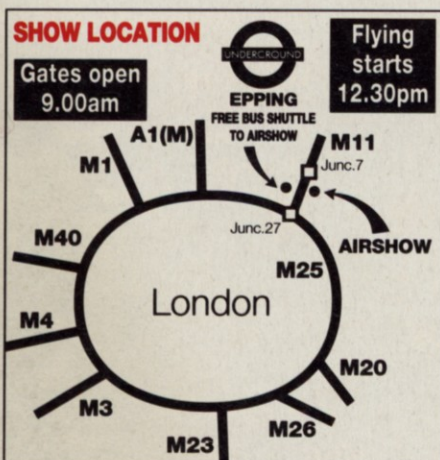 SHOW LOCATION
Gates open
9.00am
UNDERGROUND
Flying
starts
12.30pm
EPPING
FREE BUS SHUTTLE
TO AIRSHOW
A1(M)
M11
M1
Junc.7
Junc.27
AIRSHOW
M40
M25
London
M4
M20
M3
M26
M23